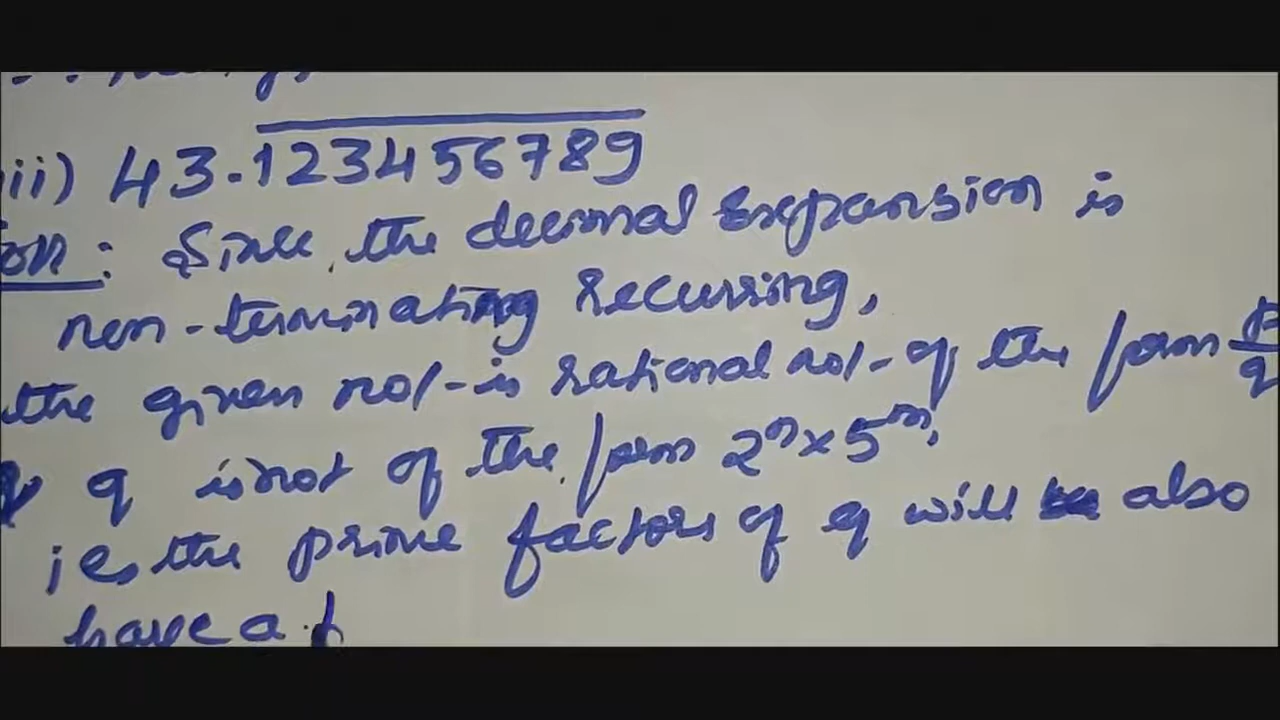 iii) 43.123456789
on: Since, the decimal expansion is
non-terminating recurring,
the given no/- is rational no/- of the form p/q
& q is not of the form 2ⁿ×5ᵐ.
i.e., the prime factors of q will also
have a